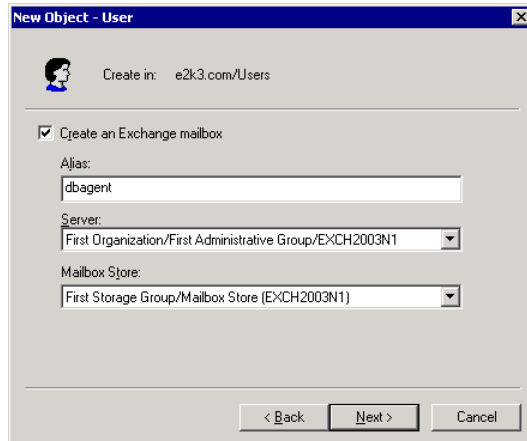 New Object - User
Create in: e2k3.com/Users
Create an Exchange mailbox
Alias:
dbagent
Server:
First Organization/First Administrative Group/EXCH2003N1
Mailbox Store:
First Storage Group/Mailbox Store (EXCH2003N1)
< Back Next > Cancel